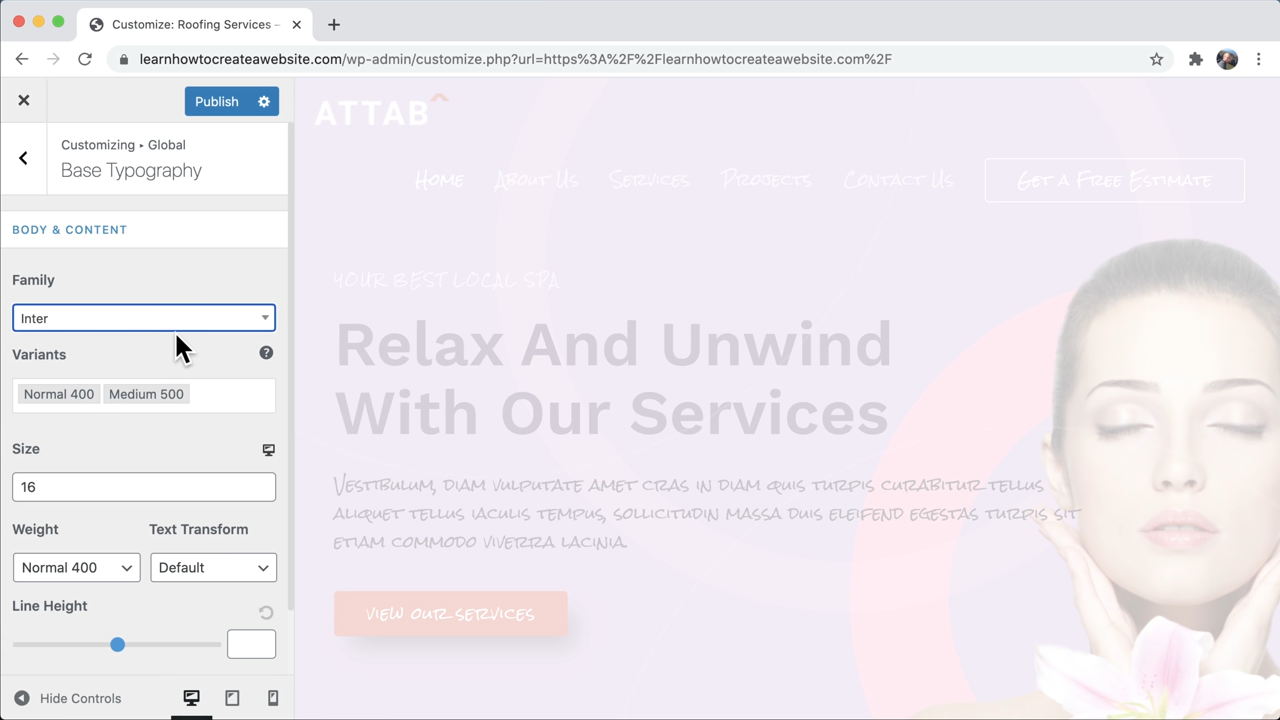 Customize: Roofing Services –
learnhowtocreateawebsite.com/wp-admin/customize.php?url=https%3A%2F%2Flearnhowtocreateawebsite.com%2F
Publish
Customizing ▸ Global
Base Typography
BODY & CONTENT
Family
Inter
Variants
Normal 400 Medium 500
Size
16
Weight Text Transform
Normal 400 Default
Line Height
Hide Controls
ATTAB
Home About Us Services Projects Contact Us Get a Free Estimate
YOUR BEST LOCAL SPA
Relax And Unwind
With Our Services
Vestibulum, diam vulputate amet cras in diam quis turpis curabitur tellus
aliquet tellus iaculis tempus, sollicitudin massa duis eleifend egestas turpis sit
etiam commodo viverra lacinia.
VIEW OUR SERVICES